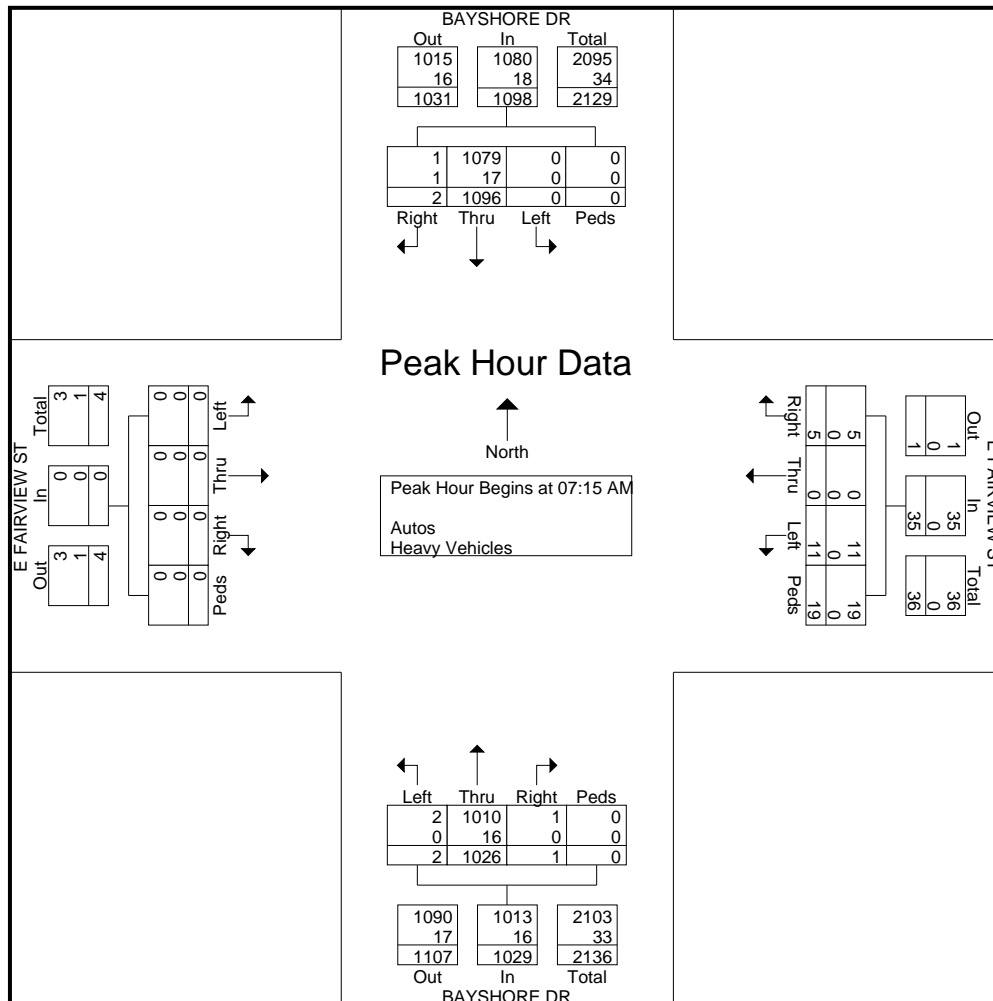 BAYSHORE DR
Out In Total
1015 1080 2095
16 18 34
1031 1098 2129
1 1079 0 0
1 17 0 0
2 1096 0 0
Right Thru Left Peds
Peak Hour Data
North
Peak Hour Begins at 07:15 AM
Autos
Heavy Vehicles
E FAIRVIEW ST
Out In Total
3 0 3
1 0 1
4 0 4
Peds Right Thru Left
0 0 0 0
0 0 0 0
0 0 0 0
Right Thru Left Peds
5 0 11 19
0 0 0 0
5 0 11 19
E FAIRVIEW ST
Out In Total
1 35 36
0 0 0
1 35 36
Left Thru Right Peds
2 1010 1 0
0 16 0 0
2 1026 1 0
1090 1013 2103
17 16 33
1107 1029 2136
Out In Total
BAYSHORE DR